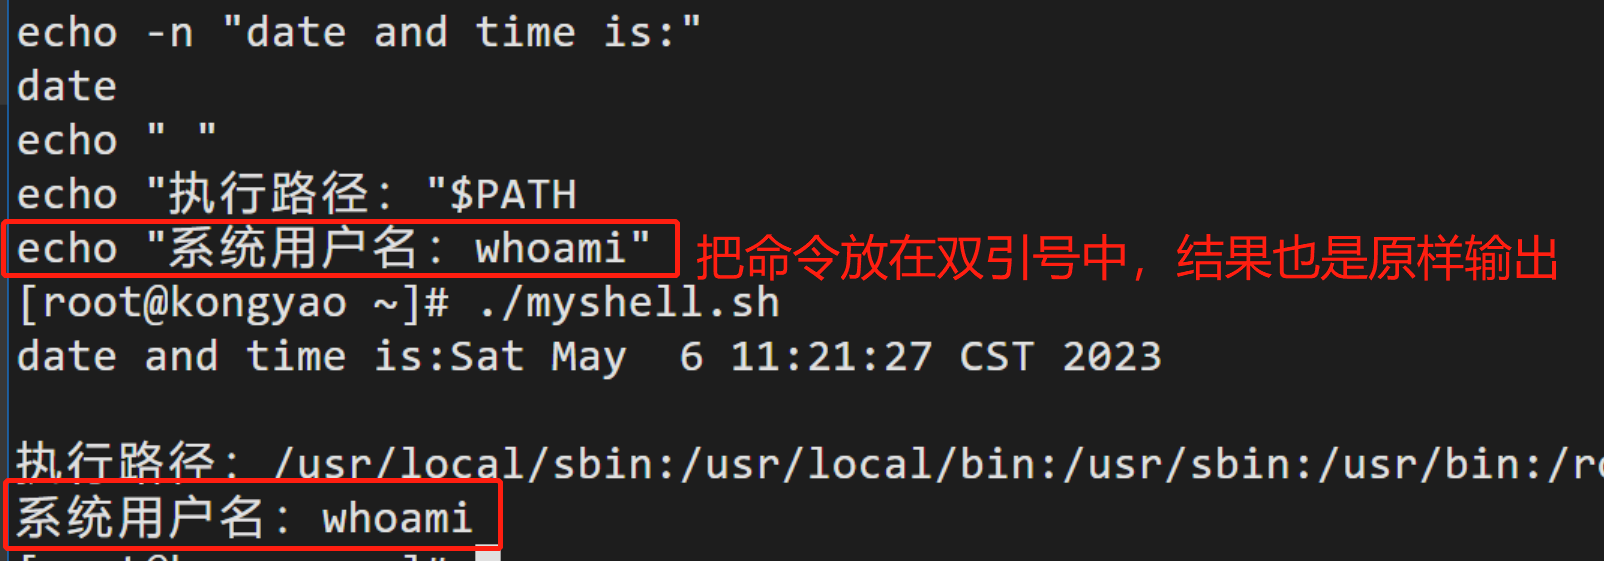 echo -n "date and time is:"
date
echo " "
echo "执行路径："$PATH
echo "系统用户名：whoami"
把命令放在双引号中，结果也是原样输出
[root@kongyao ~]# ./myshell.sh
date and time is:Sat May  6 11:21:27 CST 2023
执行路径：/usr/local/sbin:/usr/local/bin:/usr/sbin:/usr/bin:/ro
系统用户名：whoami